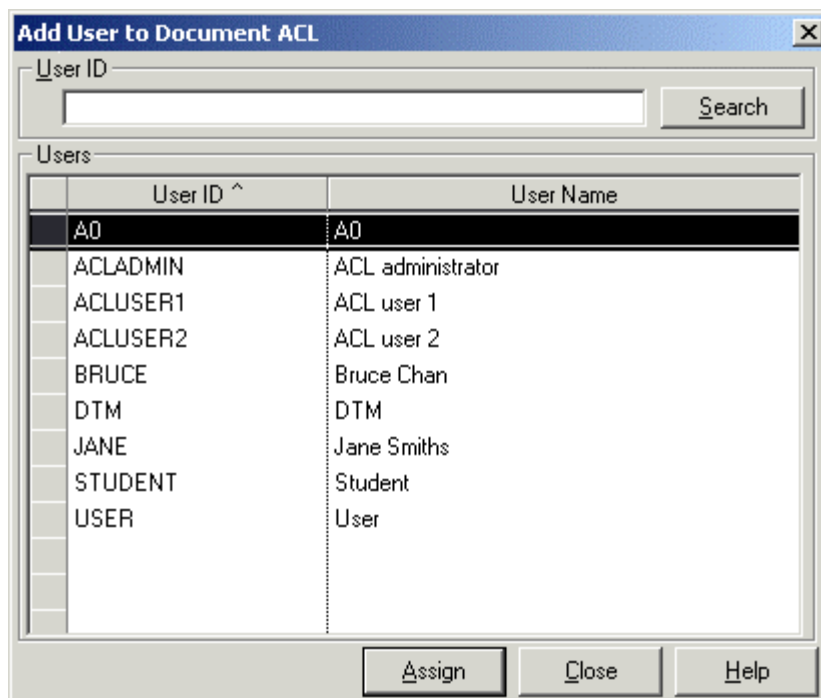 Add User to Document ACL
User ID
Search
Users
User ID ^ User Name
A0 A0
ACLADMIN ACL administrator
ACLUSER1 ACL user 1
ACLUSER2 ACL user 2
BRUCE Bruce Chan
DTM DTM
JANE Jane Smiths
STUDENT Student
USER User
Assign Close Help